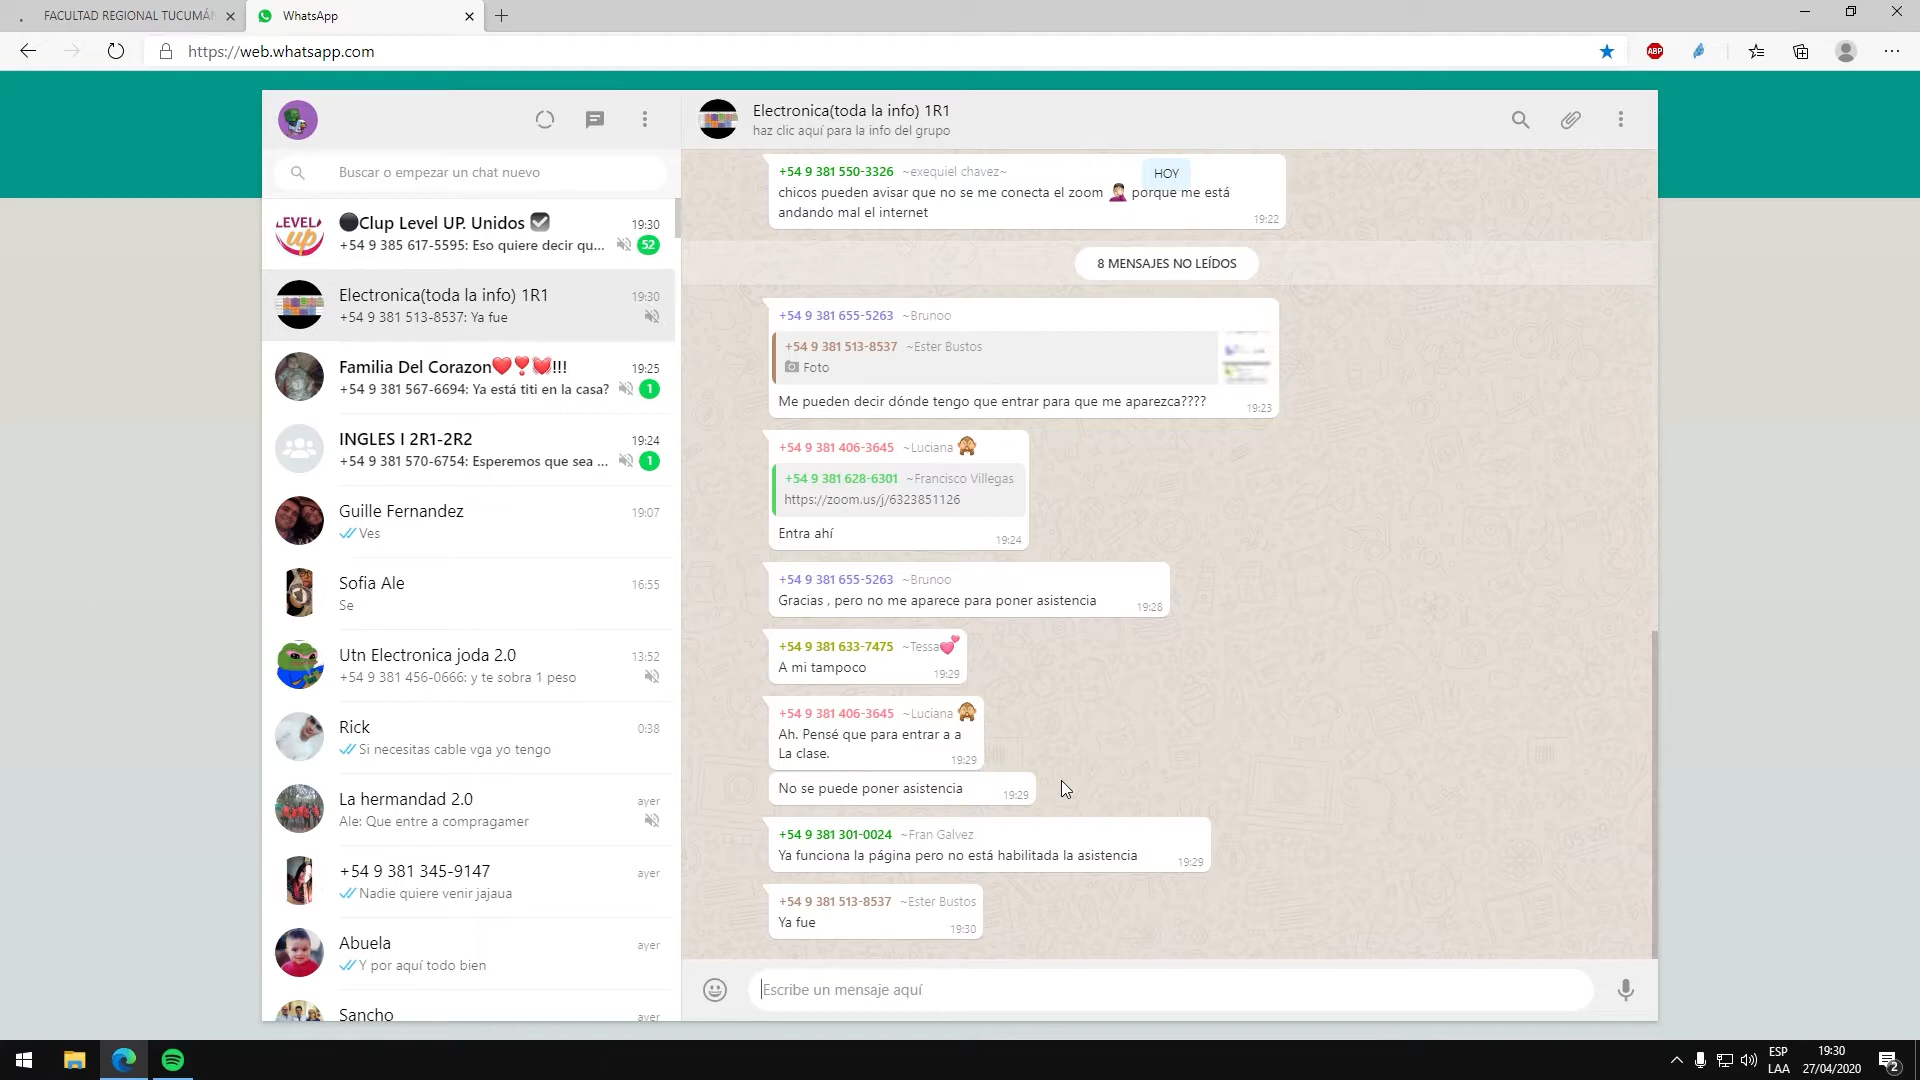 FACULTAD REGIONAL TUCUMÁN
WhatsApp
https://web.whatsapp.com
ABP
Buscar o empezar un chat nuevo
LEVEL up
Clup Level UP. Unidos
19:30
+54 9 385 617-5595: Eso quiere decir qu...
52
Electronica(toda la info) 1R1
19:30
+54 9 381 513-8537: Ya fue
Familia Del Corazon❤️❣️💓!!!
19:25
+54 9 381 567-6694: Ya está titi en la casa?
1
INGLES I 2R1-2R2
19:24
+54 9 381 570-6754: Esperemos que sea ...
1
Guille Fernandez
19:07
Ves
Sofia Ale
16:55
Se
Utn Electronica joda 2.0
13:52
+54 9 381 456-0666: y te sobra 1 peso
Rick
0:38
Si necesitas cable vga yo tengo
La hermandad 2.0
ayer
Ale: Que entre a compragamer
+54 9 381 345-9147
ayer
Nadie quiere venir jajaua
Abuela
ayer
Y por aquí todo bien
Sancho
ayer
Electronica(toda la info) 1R1
haz clic aquí para la info del grupo
HOY
+54 9 381 550-3326 ~exequiel chavez~
chicos pueden avisar que no se me conecta el zoom 🤦 porque me está
andando mal el internet
19:22
8 MENSAJES NO LEÍDOS
+54 9 381 655-5263 ~Brunoo
+54 9 381 513-8537 ~Ester Bustos
Foto
Me pueden decir dónde tengo que entrar para que me aparezca????
19:23
+54 9 381 406-3645 ~Luciana 🙈
+54 9 381 628-6301 ~Francisco Villegas
https://zoom.us/j/6323851126
Entra ahí
19:24
+54 9 381 655-5263 ~Brunoo
Gracias , pero no me aparece para poner asistencia
19:28
+54 9 381 633-7475 ~Tessa💕
A mi tampoco
19:29
+54 9 381 406-3645 ~Luciana 🙈
Ah. Pensé que para entrar a a
La clase.
19:29
No se puede poner asistencia
19:29
+54 9 381 301-0024 ~Fran Galvez
Ya funciona la página pero no está habilitada la asistencia
19:29
+54 9 381 513-8537 ~Ester Bustos
Ya fue
19:30
Escribe un mensaje aquí
ESP
LAA
19:30
27/04/2020
2